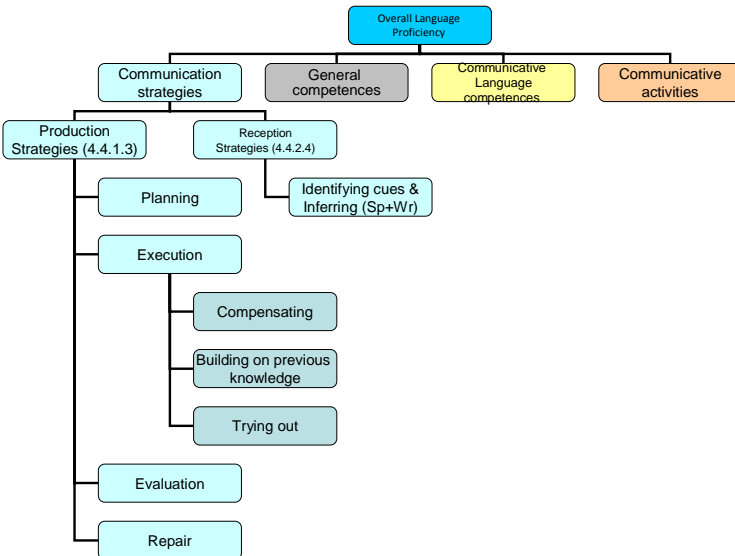 Overall Language
Proficiency
Communication
strategies
General
competences
Communicative
Language
competences
Communicative
activities
Production
Strategies (4.4.1.3)
Reception
Strategies (4.4.2.4)
Planning
Identifying cues &
Inferring (Sp+Wr)
Execution
Compensating
Building on previous
knowledge
Trying out
Evaluation
Repair